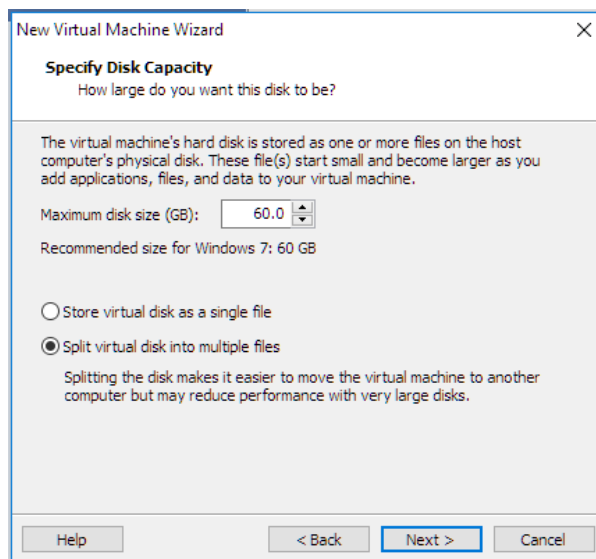 New Virtual Machine Wizard
Specify Disk Capacity
How large do you want this disk to be?
The virtual machine's hard disk is stored as one or more files on the host
computer's physical disk. These file(s) start small and become larger as you
add applications, files, and data to your virtual machine.
Maximum disk size (GB): 60.0
Recommended size for Windows 7: 60 GB
Store virtual disk as a single file
Split virtual disk into multiple files
Splitting the disk makes it easier to move the virtual machine to another
computer but may reduce performance with very large disks.
Help < Back Next > Cancel